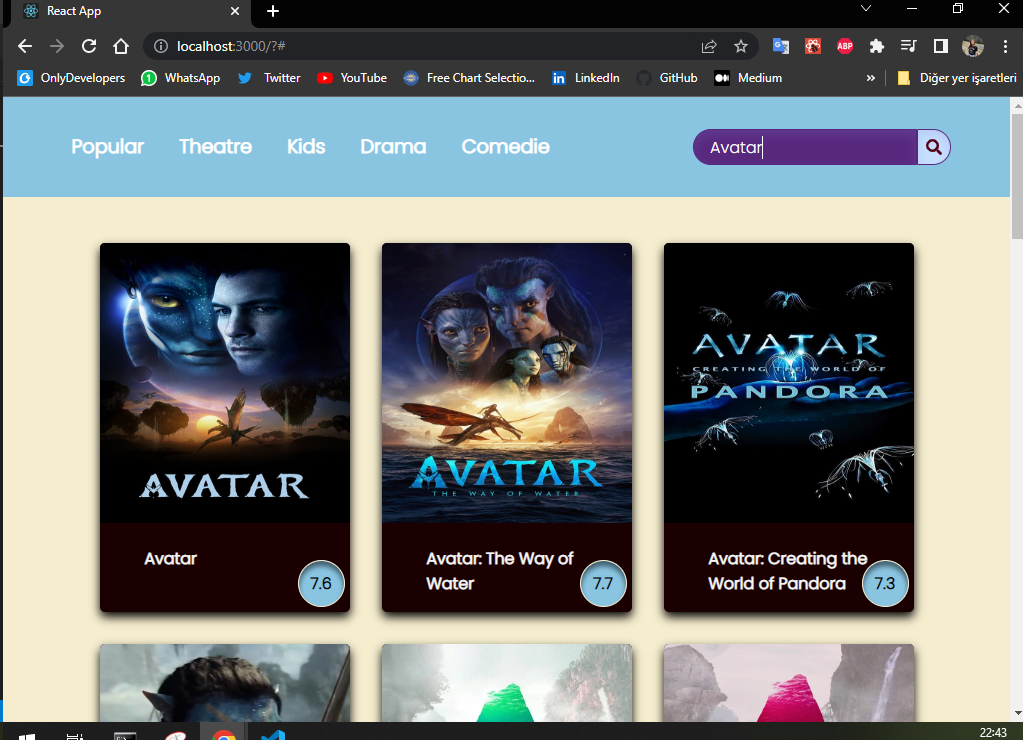 React App
localhost:3000/?#
ABP
OnlyDevelopers WhatsApp Twitter YouTube Free Chart Selectio... LinkedIn GitHub Medium » Diğer yer işaretleri
Popular Theatre Kids Drama Comedie
Avatar
AVATAR
AVATAR
THE WAY OF WATER
AVATAR
CREATING THE WORLD OF
PANDORA
Avatar
7.6
Avatar: The Way of
Water
7.7
Avatar: Creating the
World of Pandora
7.3
22:43